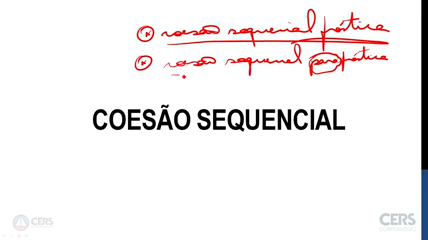 coesão sequencial frástica
coesão sequencial parafrástica
COESÃO SEQUENCIAL
CERS
CERS